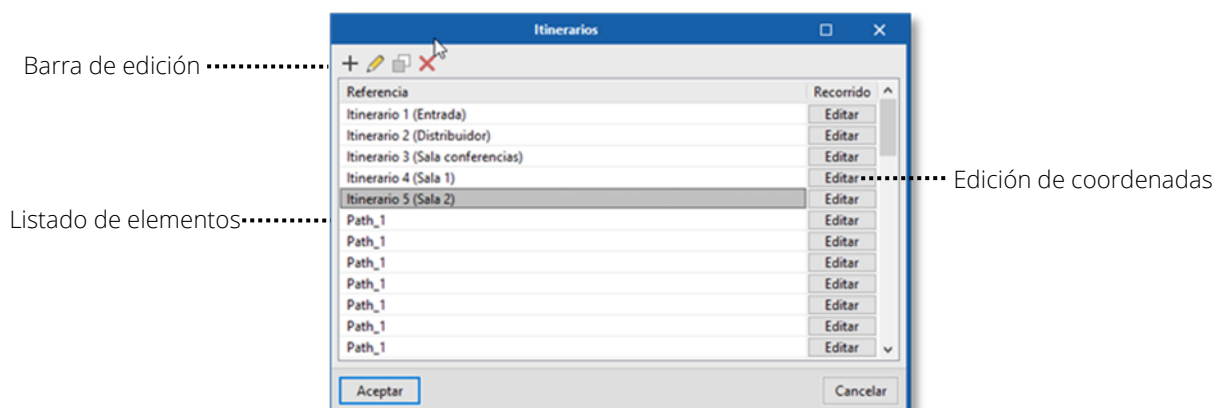 Itinerarios
Barra de edición
Referencia Recorrido
Itinerario 1 (Entrada) Editar
Itinerario 2 (Distribuidor) Editar
Itinerario 3 (Sala conferencias) Editar
Itinerario 4 (Sala 1) Editar
Edición de coordenadas
Itinerario 5 (Sala 2) Editar
Listado de elementos
Path_1 Editar
Path_1 Editar
Path_1 Editar
Path_1 Editar
Path_1 Editar
Path_1 Editar
Path_1 Editar
Aceptar Cancelar